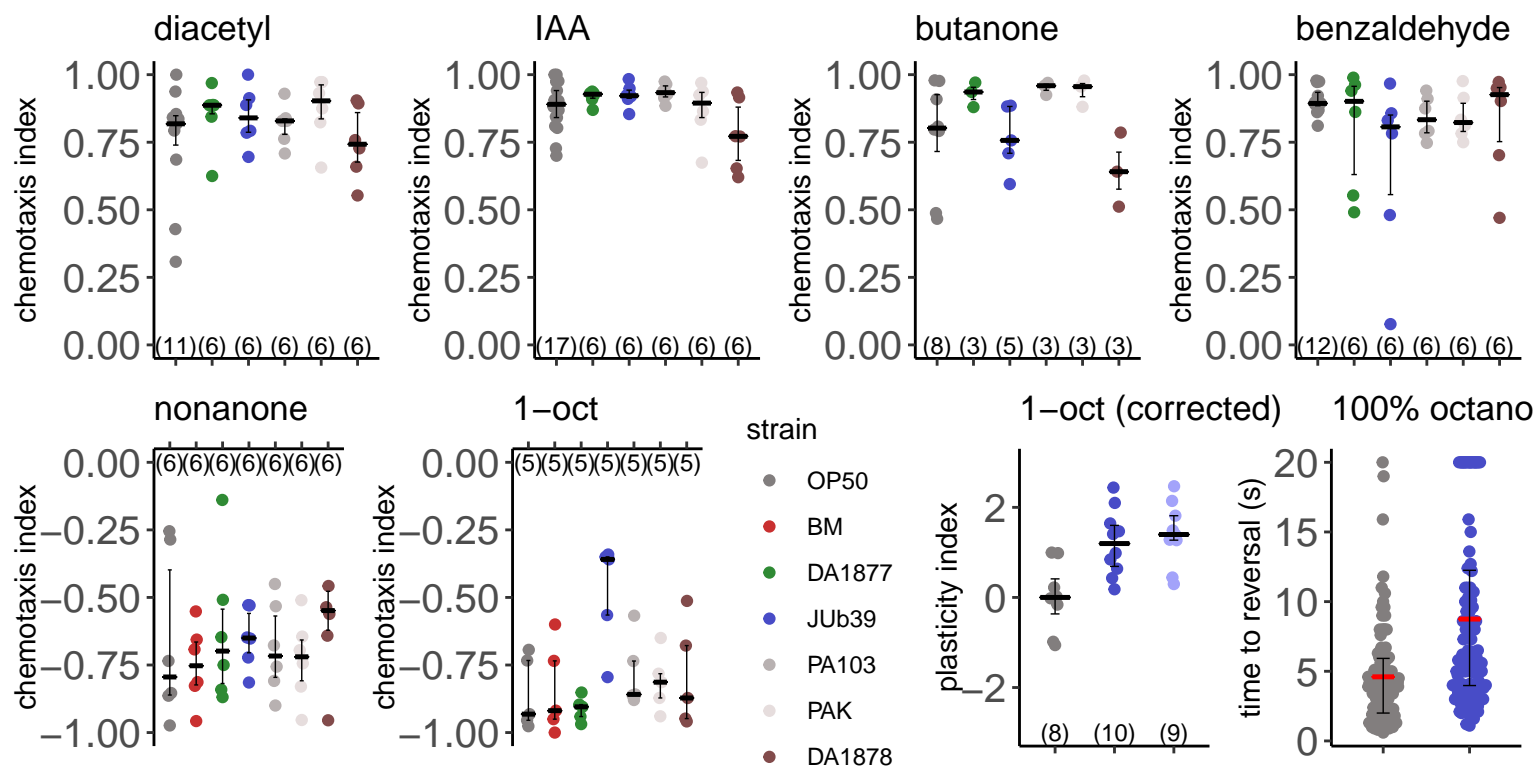 diacetyl
chemotaxis index
1.00
0.75
0.50
0.25
0.00
(11)(6) (6) (6) (6) (6)
IAA
chemotaxis index
1.00
0.75
0.50
0.25
0.00
(17)(6) (6) (6) (6) (6)
butanone
chemotaxis index
1.00
0.75
0.50
0.25
0.00
(8) (3) (5) (3) (3) (3)
benzaldehyde
chemotaxis index
1.00
0.75
0.50
0.25
0.00
(12)(6) (6) (6) (6) (6)
nonanone
chemotaxis index
0.00
−0.25
−0.50
−0.75
−1.00
(6)(6)(6)(6)(6)(6)(6)
1−oct
chemotaxis index
0.00
−0.25
−0.50
−0.75
−1.00
(5)(5)(5)(5)(5)(5)(5)
strain
OP50
BM
DA1877
JUb39
PA103
PAK
DA1878
1−oct (corrected)
plasticity index
2
0
−2
(8) (10) (9)
100% octano
time to reversal (s)
20
15
10
5
0